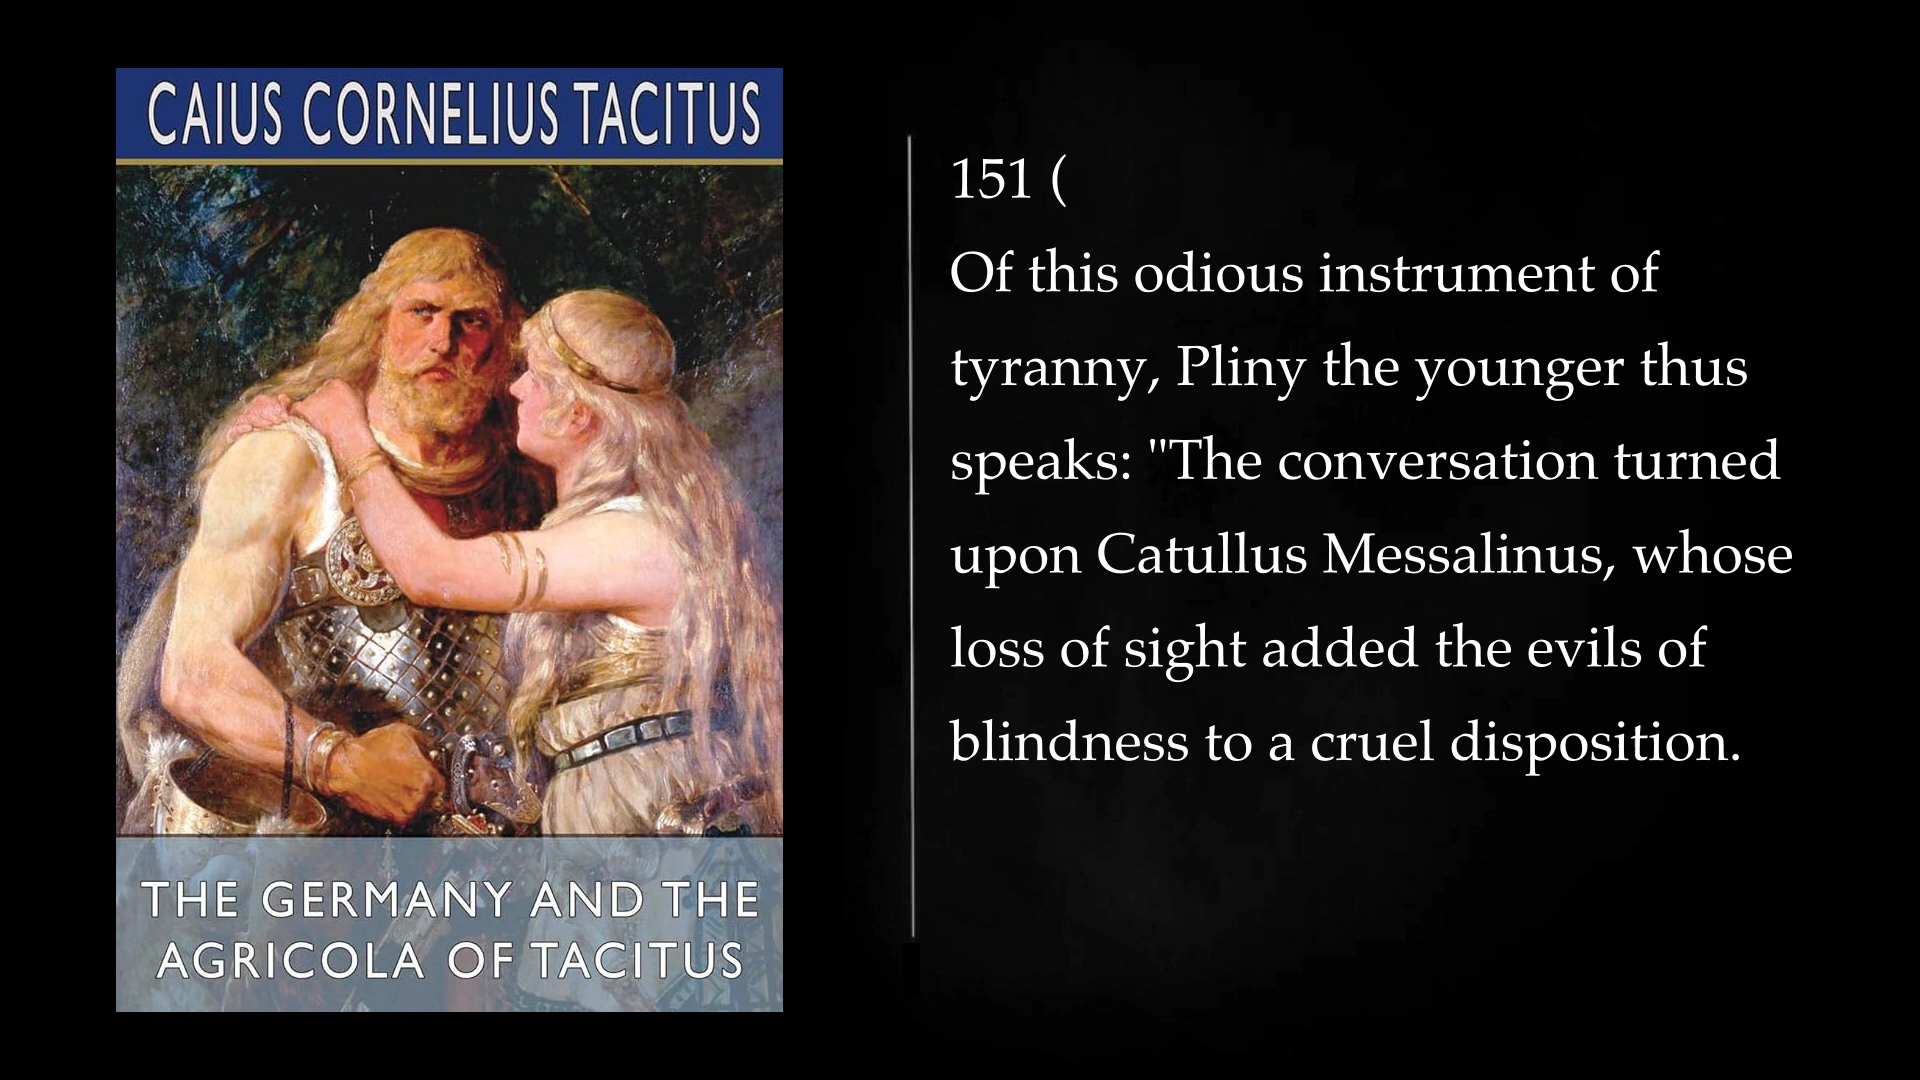 CAIUS CORNELIUS TACITUS
THE GERMANY AND THE
AGRICOLA OF TACITUS
151 (
Of this odious instrument of
tyranny, Pliny the younger thus
speaks: "The conversation turned
upon Catullus Messalinus, whose
loss of sight added the evils of
blindness to a cruel disposition.